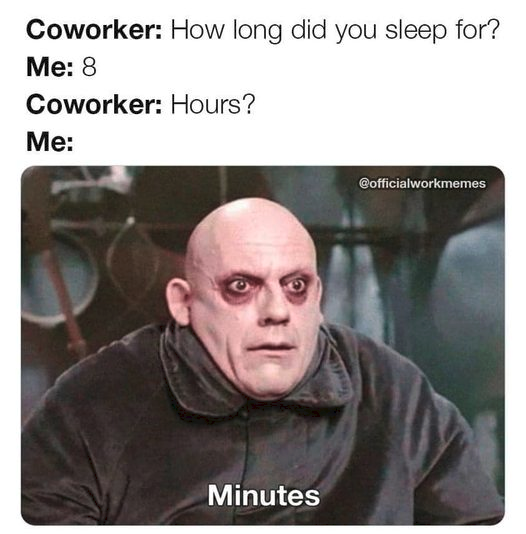 Coworker: How long did you sleep for?
Me: 8
Coworker: Hours?
Me:
@officialworkmemes
Minutes